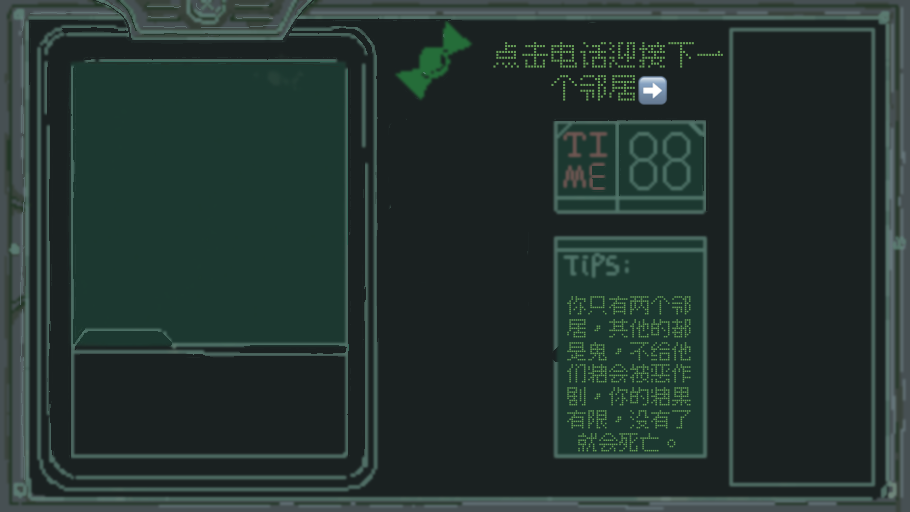 点击电话迎接下一
个邻居➡
TI
ME
88
TiPS:
你只有两个邻
居，其他的都
是鬼，不给他
们糖会被恶作
剧，你的糖果
有限，没有了
就会死亡。